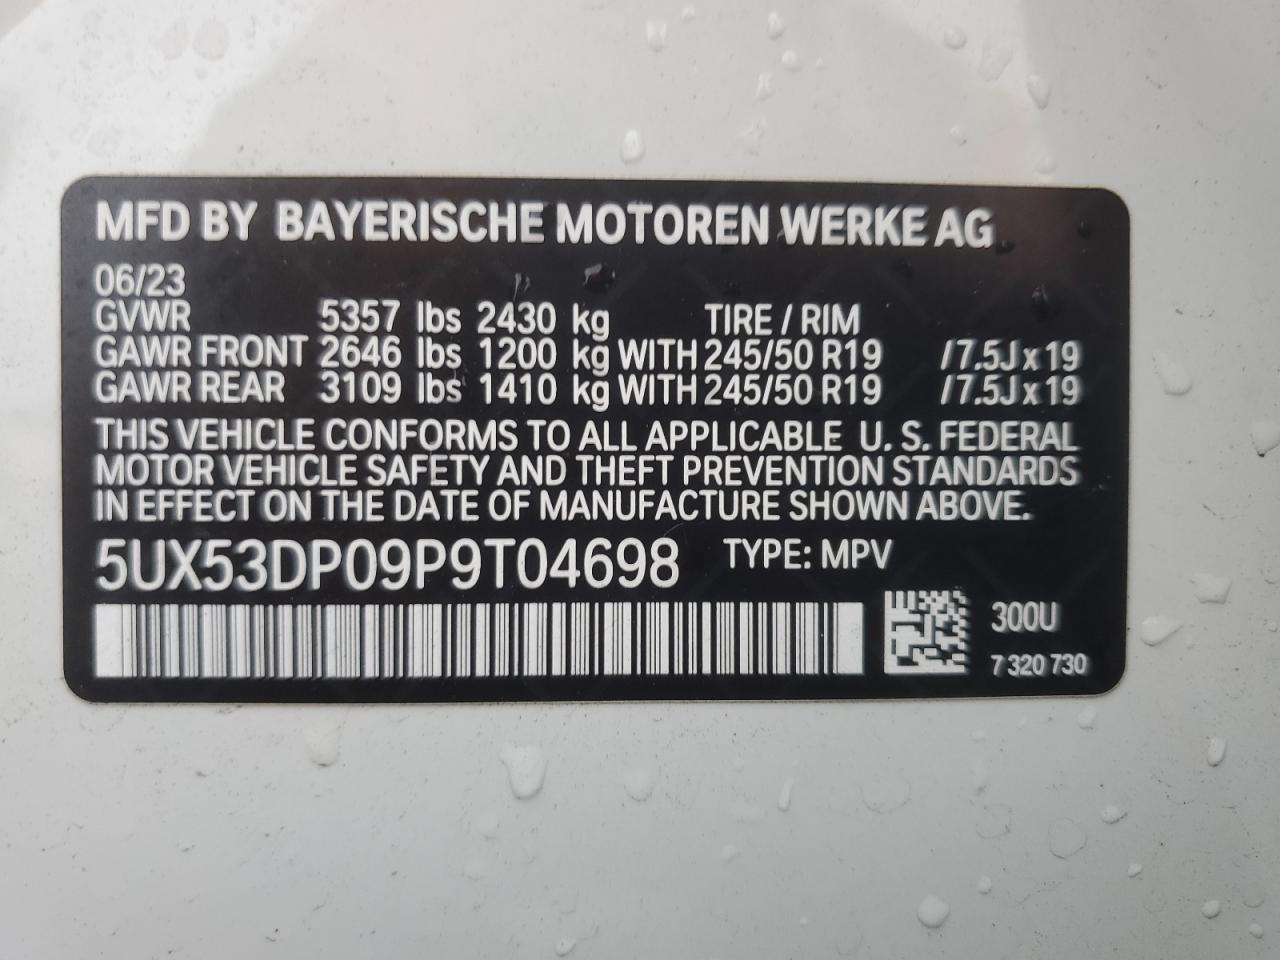 MFD BY BAYERISCHE MOTOREN WERKE AG
06/23
GVWR 5357 lbs 2430 kg TIRE / RIM
GAWR FRONT 2646 lbs 1200 kg WITH 245/50 R19 /7.5J x 19
GAWR REAR 3109 lbs 1410 kg WITH 245/50 R19 /7.5J x 19
THIS VEHICLE CONFORMS TO ALL APPLICABLE U. S. FEDERAL
MOTOR VEHICLE SAFETY AND THEFT PREVENTION STANDARDS
IN EFFECT ON THE DATE OF MANUFACTURE SHOWN ABOVE.
5UX53DP09P9T04698 TYPE: MPV
300U
7 320 730